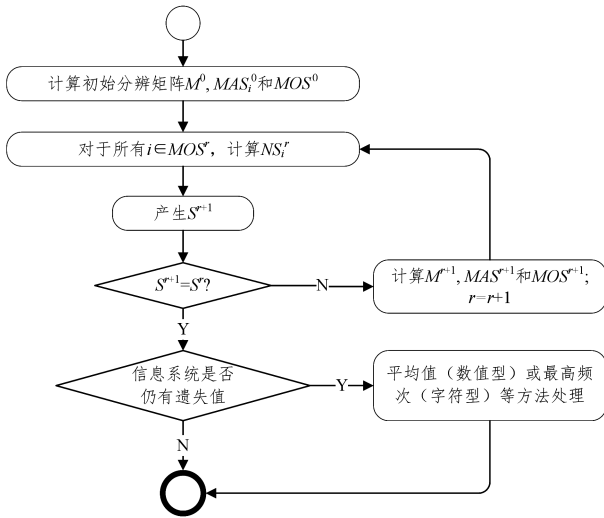 计算初始分辨矩阵M⁰, MASᵢ⁰和MOS⁰
对于所有i∈MOSʳ，计算NSᵢʳ
产生Sʳ⁺¹
Sʳ⁺¹=Sʳ?
N
计算Mʳ⁺¹, MASʳ⁺¹和MOSʳ⁺¹;
r=r+1
Y
信息系统是否
仍有遗失值
Y
平均值（数值型）或最高频
次（字符型）等方法处理
N